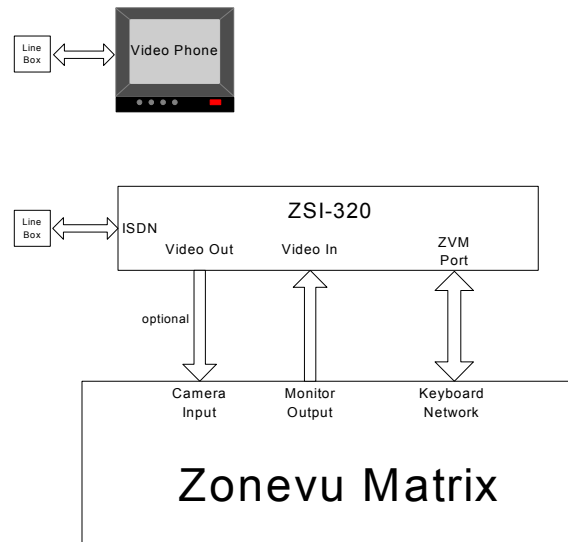 Line
Box
Video Phone
ZSI-320
Line
Box
ISDN
Video Out
Video In
ZVM
Port
optional
Camera
Input
Monitor
Output
Keyboard
Network
Zonevu Matrix